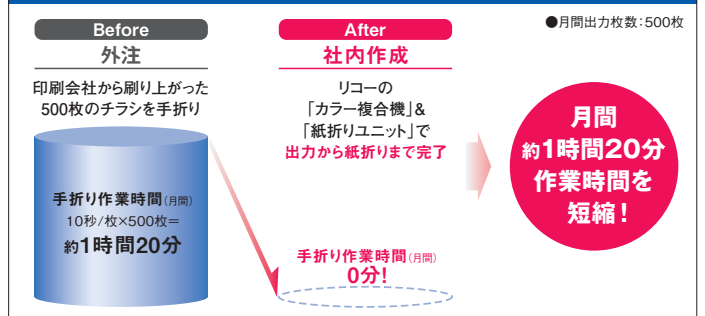 ●月間出力枚数:500枚
Before
外注
印刷会社から刷り上がった
500枚のチラシを手折り
手折り作業時間(月間)
10秒/枚×500枚=
約1時間20分
After
社内作成
リコーの
「カラー複合機」&
「紙折りユニット」で
出力から紙折りまで完了
手折り作業時間(月間)
0分!
月間
約1時間20分
作業時間を
短縮!